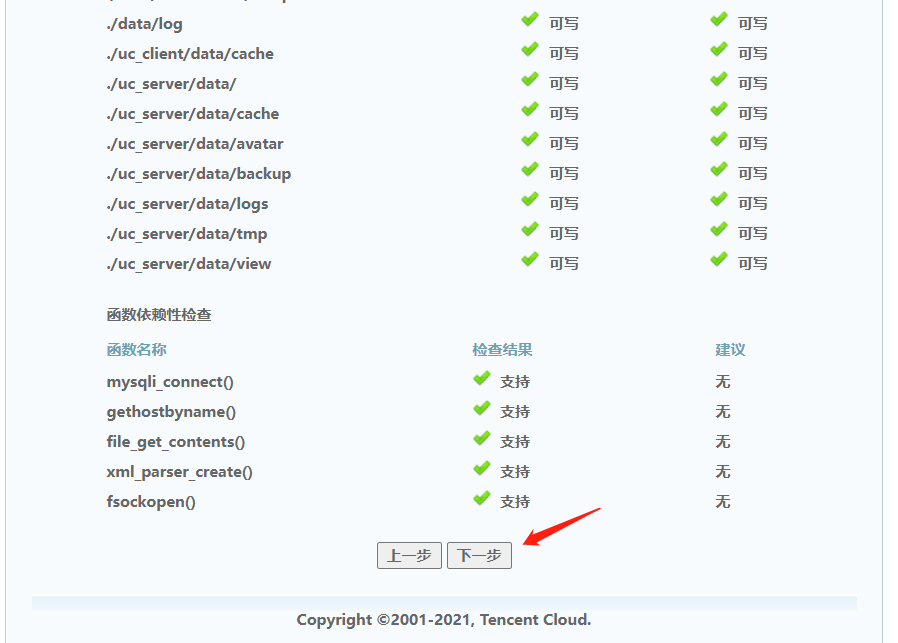 ./data/log 可写 可写
./uc_client/data/cache 可写 可写
./uc_server/data/ 可写 可写
./uc_server/data/cache 可写 可写
./uc_server/data/avatar 可写 可写
./uc_server/data/backup 可写 可写
./uc_server/data/logs 可写 可写
./uc_server/data/tmp 可写 可写
./uc_server/data/view 可写 可写
函数依赖性检查
函数名称 检查结果 建议
mysqli_connect() 支持 无
gethostbyname() 支持 无
file_get_contents() 支持 无
xml_parser_create() 支持 无
fsockopen() 支持 无
上一步 下一步
Copyright ©2001-2021, Tencent Cloud.